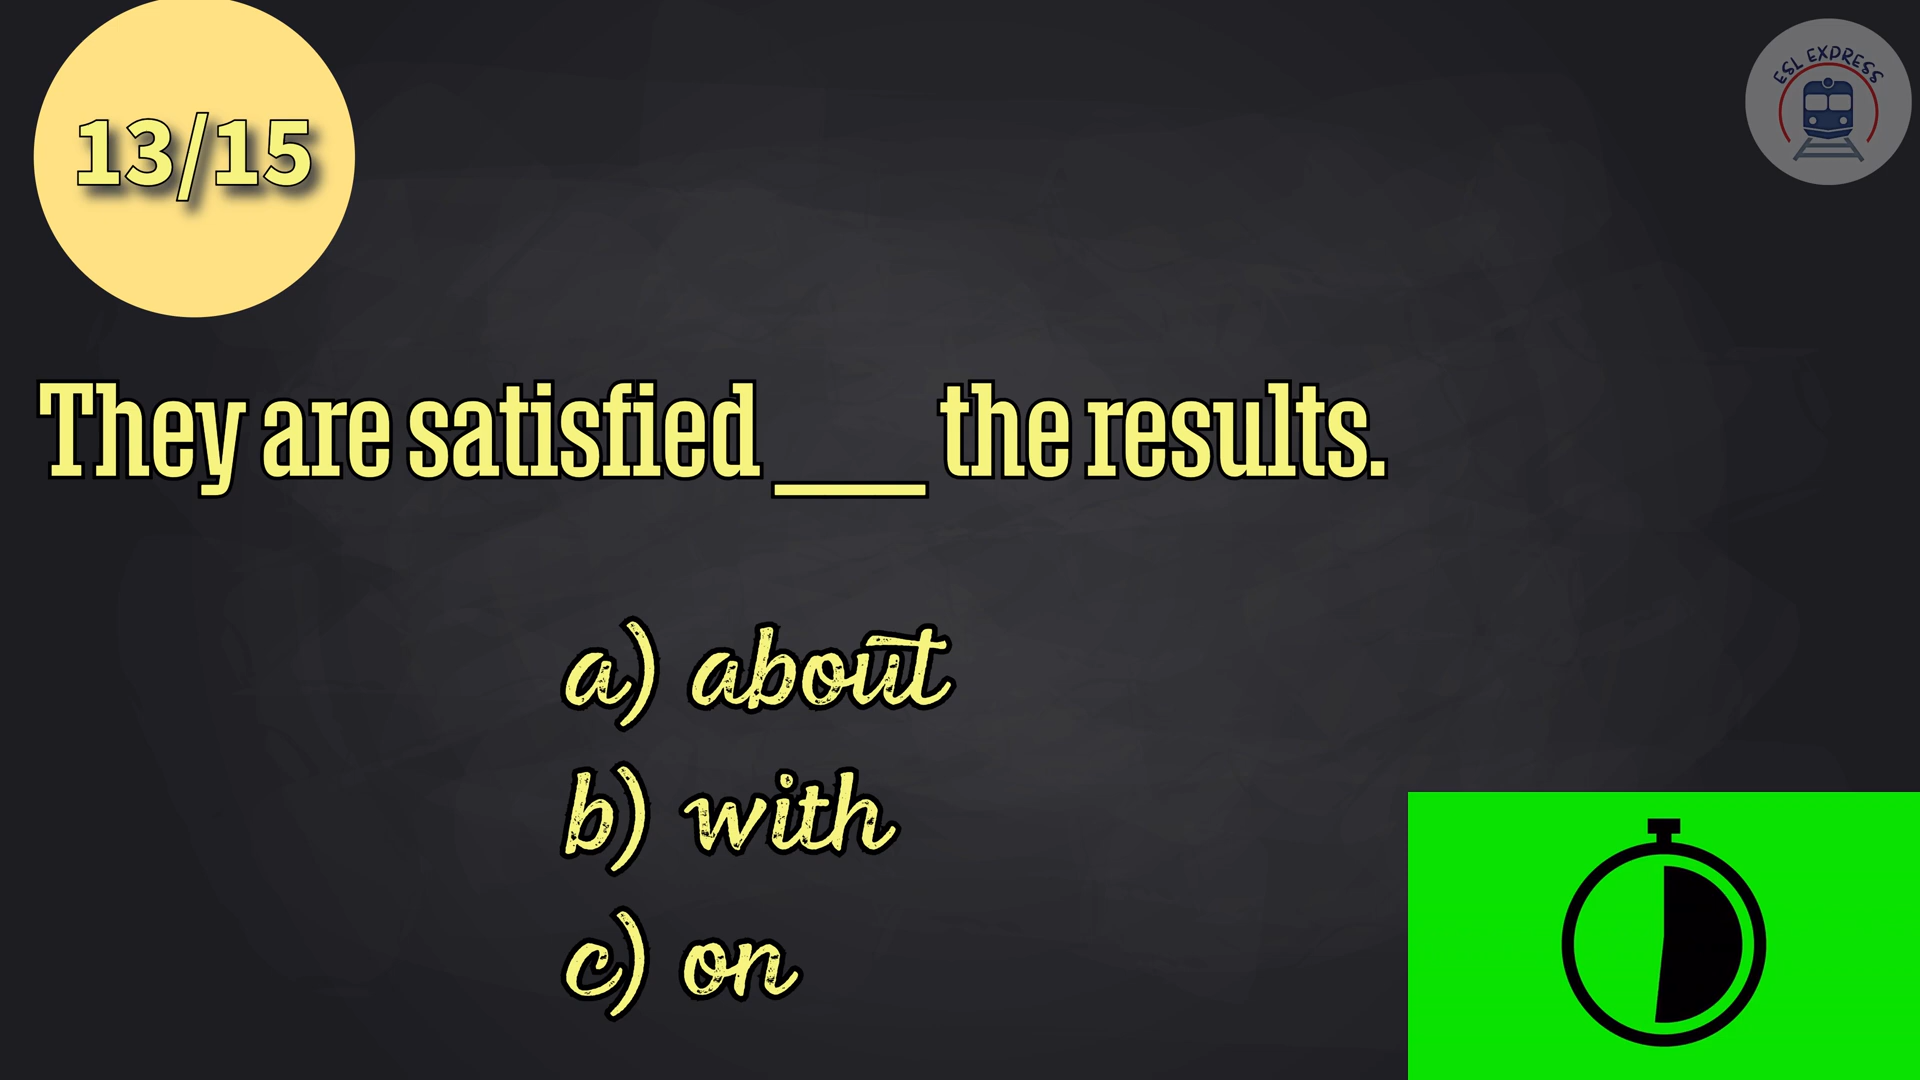 13/15
ESL EXPRESS
They are satisfied ___ the results.
a) about
b) with
c) on